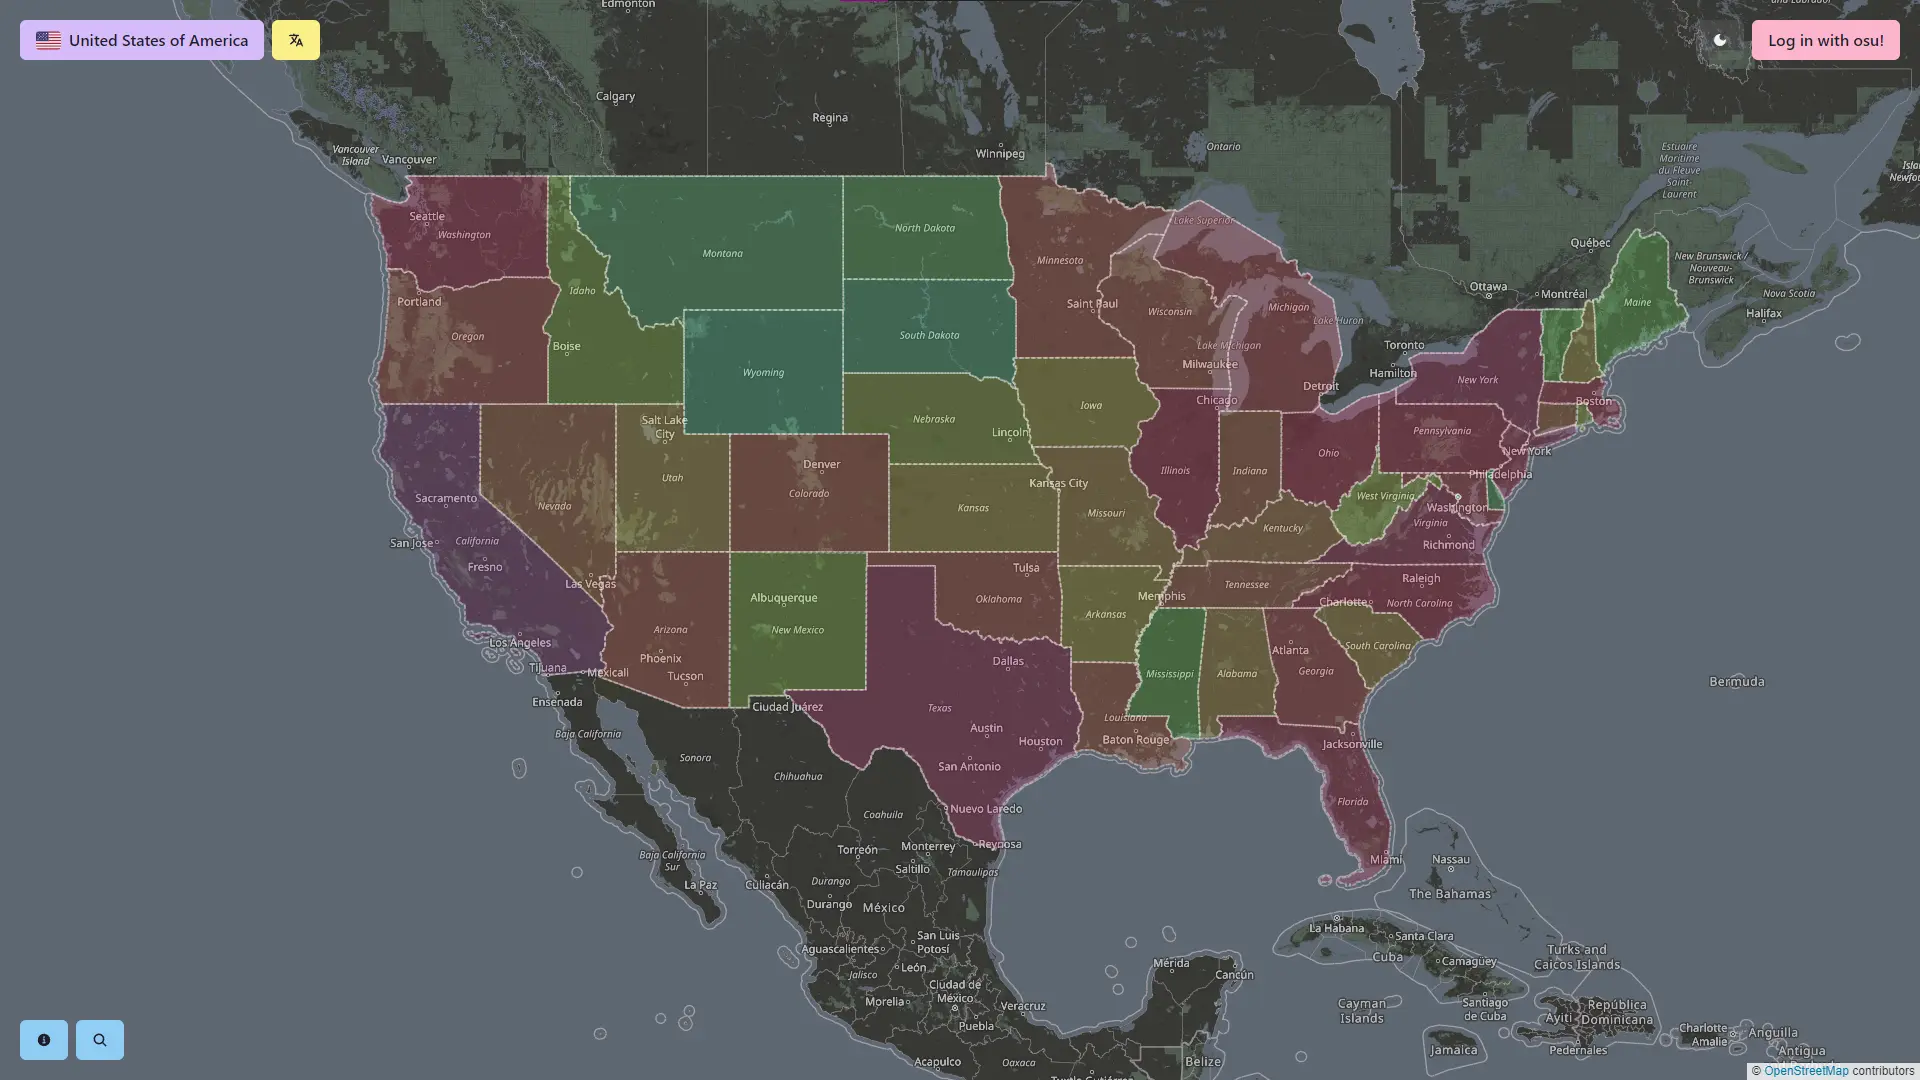 Edmonton
United States of America
Log in with osu!
Calgary
Regina
Winnipeg
Ontario
Vancouver
Island
Vancouver
Estuaire
Maritime
du Fleuve
Saint-
Laurent
Seattle
Washington
Montana
North Dakota
Minnesota
Lake Superior
Québec
New Brunswick /
Nouveau-
Brunswick
Ottawa
Montréal
Nova Scotia
Halifax
Maine
Portland
Oregon
Idaho
Boise
South Dakota
Saint Paul
Wisconsin
Michigan
Lake Huron
Lake Michigan
Milwaukee
Toronto
Hamilton
Detroit
New York
Wyoming
Chicago
Boston
Salt Lake
City
Nebraska
Lincoln
Iowa
Pennsylvania
New York
Philadelphia
Denver
Colorado
Utah
Nevada
Kansas City
Kansas
Missouri
Illinois
Indiana
Ohio
West Virginia
Washington
Virginia
Richmond
Kentucky
Sacramento
San Jose
California
Fresno
Las Vegas
Tulsa
Oklahoma
Memphis
Tennessee
Charlotte
Raleigh
North Carolina
Arkansas
Albuquerque
New Mexico
Arizona
Phoenix
Tucson
Los Angeles
Tijuana
Mexicali
Ensenada
Ciudad Juárez
Dallas
Texas
Austin
Houston
San Antonio
Louisiana
Baton Rouge
Mississippi
Alabama
Atlanta
Georgia
South Carolina
Jacksonville
Florida
Miami
Bermuda
Baja California
Sonora
Chihuahua
Coahuila
Nuevo Laredo
Reynosa
Monterrey
Torreón
Saltillo
Tamaulipas
Baja California
Sur
La Paz
Culiacán
Durango
Durango
México
Nassau
The Bahamas
La Habana
Santa Clara
Cuba
Camagüey
Turks and
Caicos Islands
Aguascalientes
San Luis
Potosí
Jalisco
León
Ciudad de
México
Morelia
Veracruz
Puebla
Mérida
Cancún
Cayman
Islands
Santiago
de Cuba
República
Dominicana
Ayiti
Pedernales
Jamaica
Charlotte
Amalie
Anguilla
Antigua
Acapulco
Oaxaca
Belize
© OpenStreetMap contributors